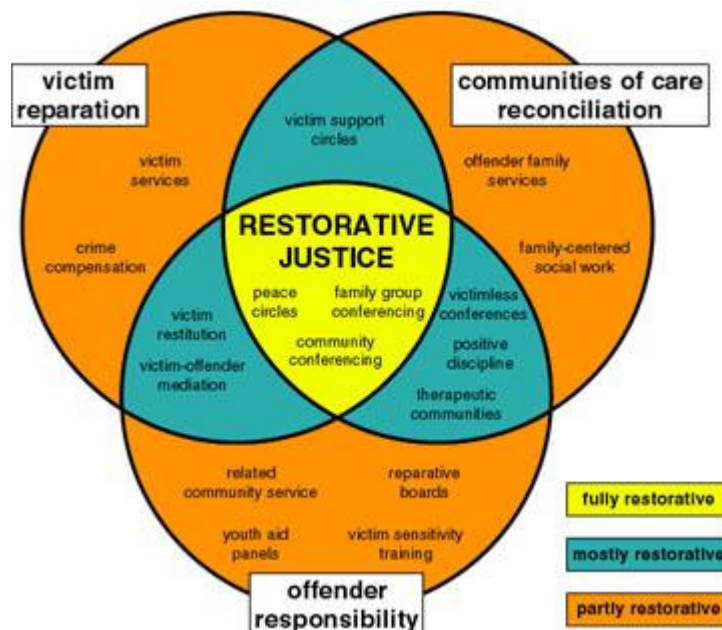 victim
reparation
communities of care
reconciliation
victim support
circles
victim
services
offender family
services
crime
compensation
family-centered
social work
RESTORATIVE
JUSTICE
peace
circles
family group
conferencing
community
conferencing
victim
restitution
victim-offender
mediation
victimless
conferences
positive
discipline
therapeutic
communities
related
community service
reparative
boards
youth aid
panels
victim sensitivity
training
offender
responsibility
fully restorative
mostly restorative
partly restorative